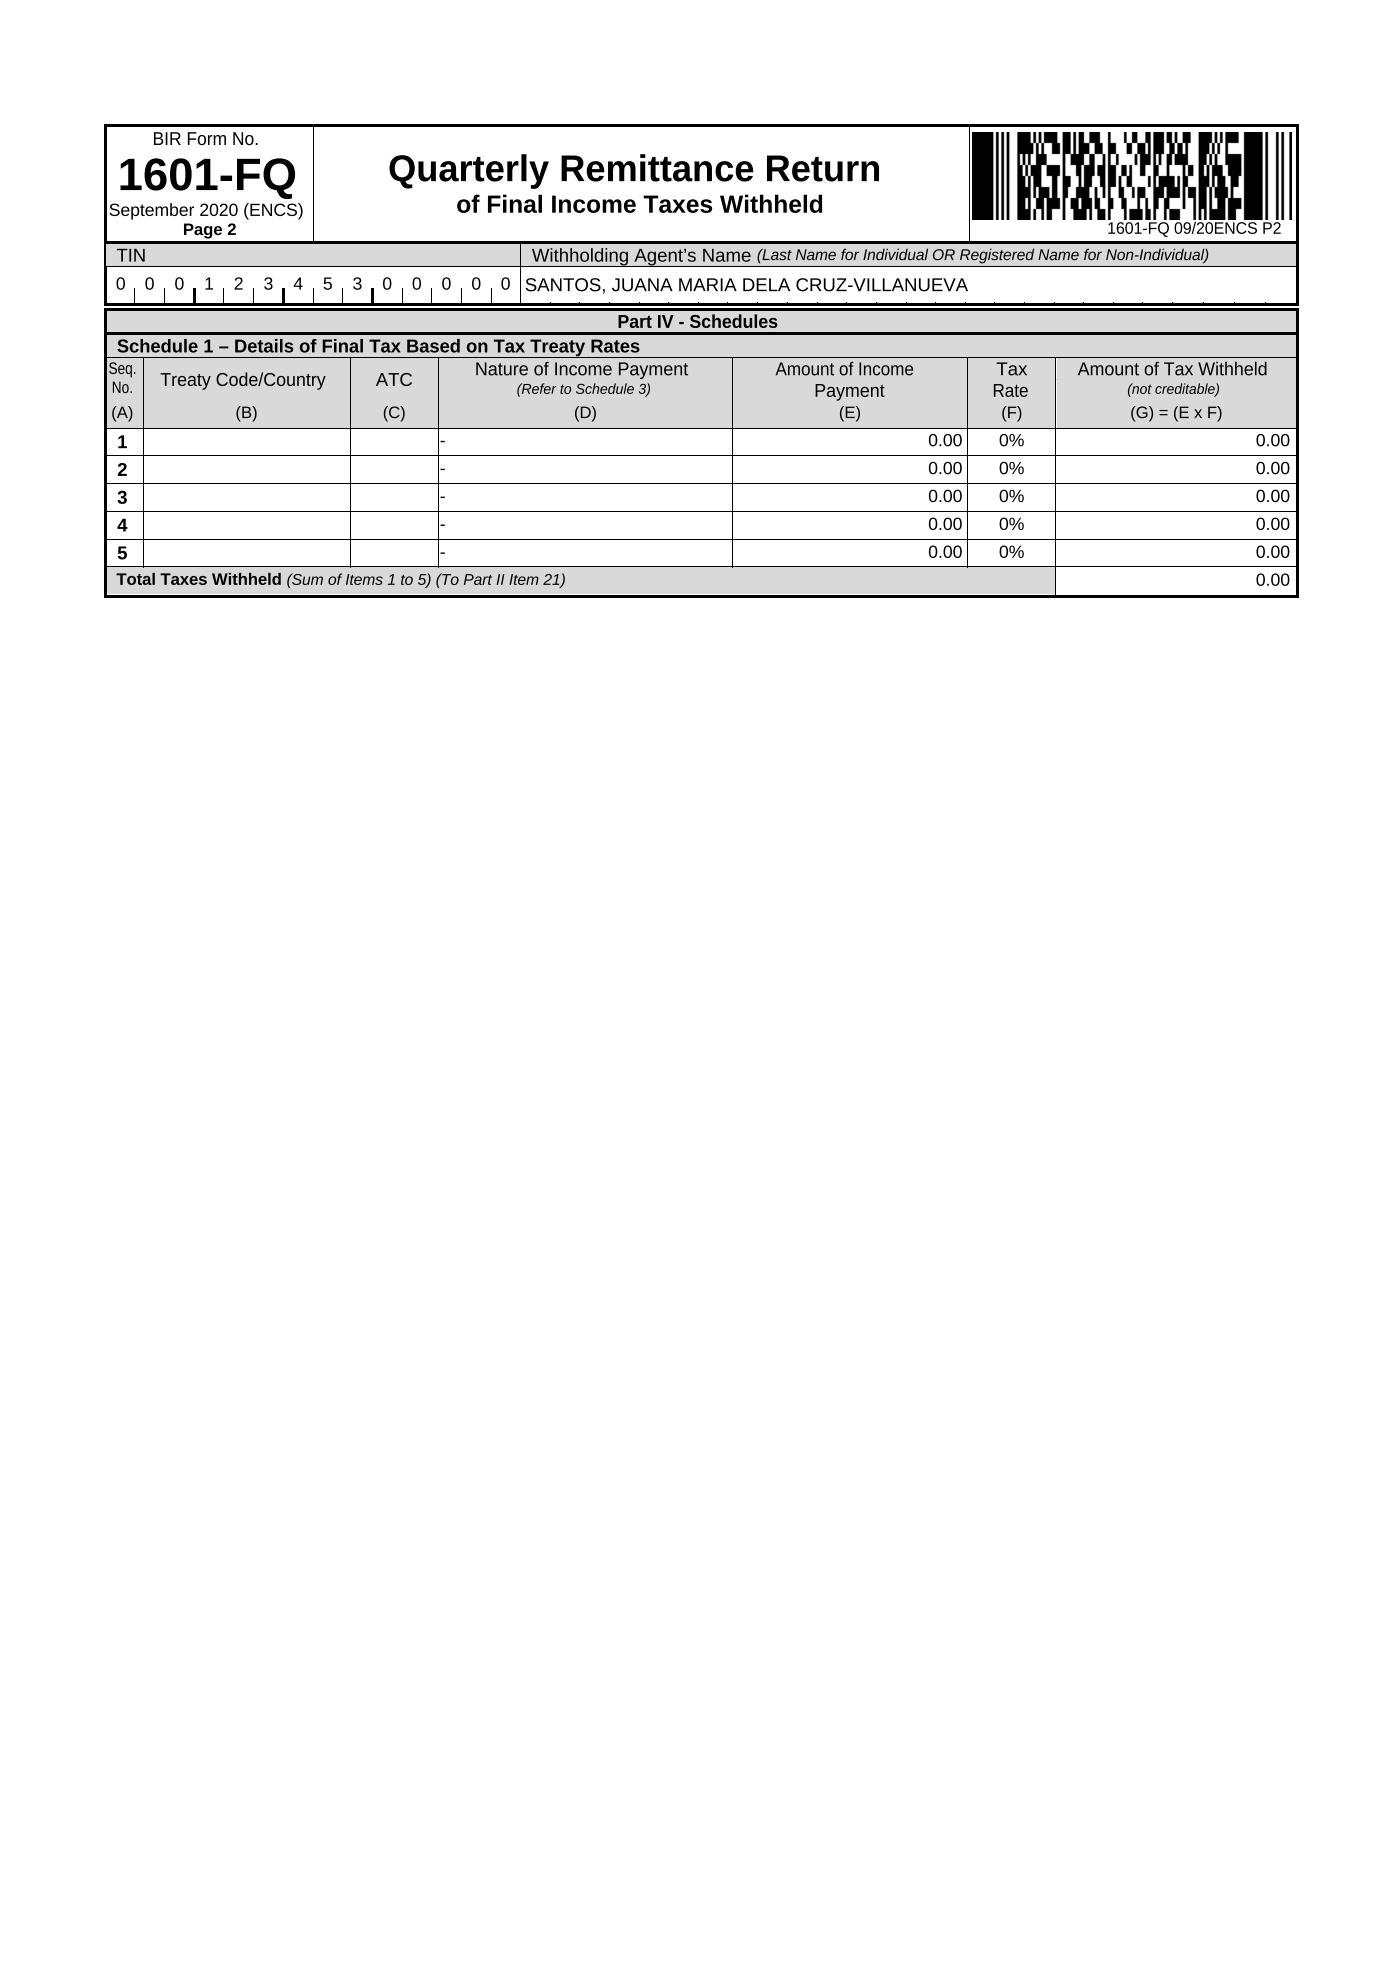 BIR Form No.
1601-FQ
September 2020 (ENCS)
Page 2
Quarterly Remittance Return
of Final Income Taxes Withheld
1601-FQ 09/20ENCS P2
TIN
Withholding Agent’s Name (Last Name for Individual OR Registered Name for Non-Individual)
0 0 0 1 2 3 4 5 3 0 0 0 0 0
SANTOS, JUANA MARIA DELA CRUZ-VILLANUEVA
Part IV - Schedules
Schedule 1 – Details of Final Tax Based on Tax Treaty Rates
Seq. No. (A)
Treaty Code/Country (B)
ATC (C)
Nature of Income Payment (Refer to Schedule 3) (D)
Amount of Income Payment (E)
Tax Rate (F)
Amount of Tax Withheld (not creditable) (G) = (E x F)
1 - 0.00 0% 0.00
2 - 0.00 0% 0.00
3 - 0.00 0% 0.00
4 - 0.00 0% 0.00
5 - 0.00 0% 0.00
Total Taxes Withheld (Sum of Items 1 to 5) (To Part II Item 21) 0.00